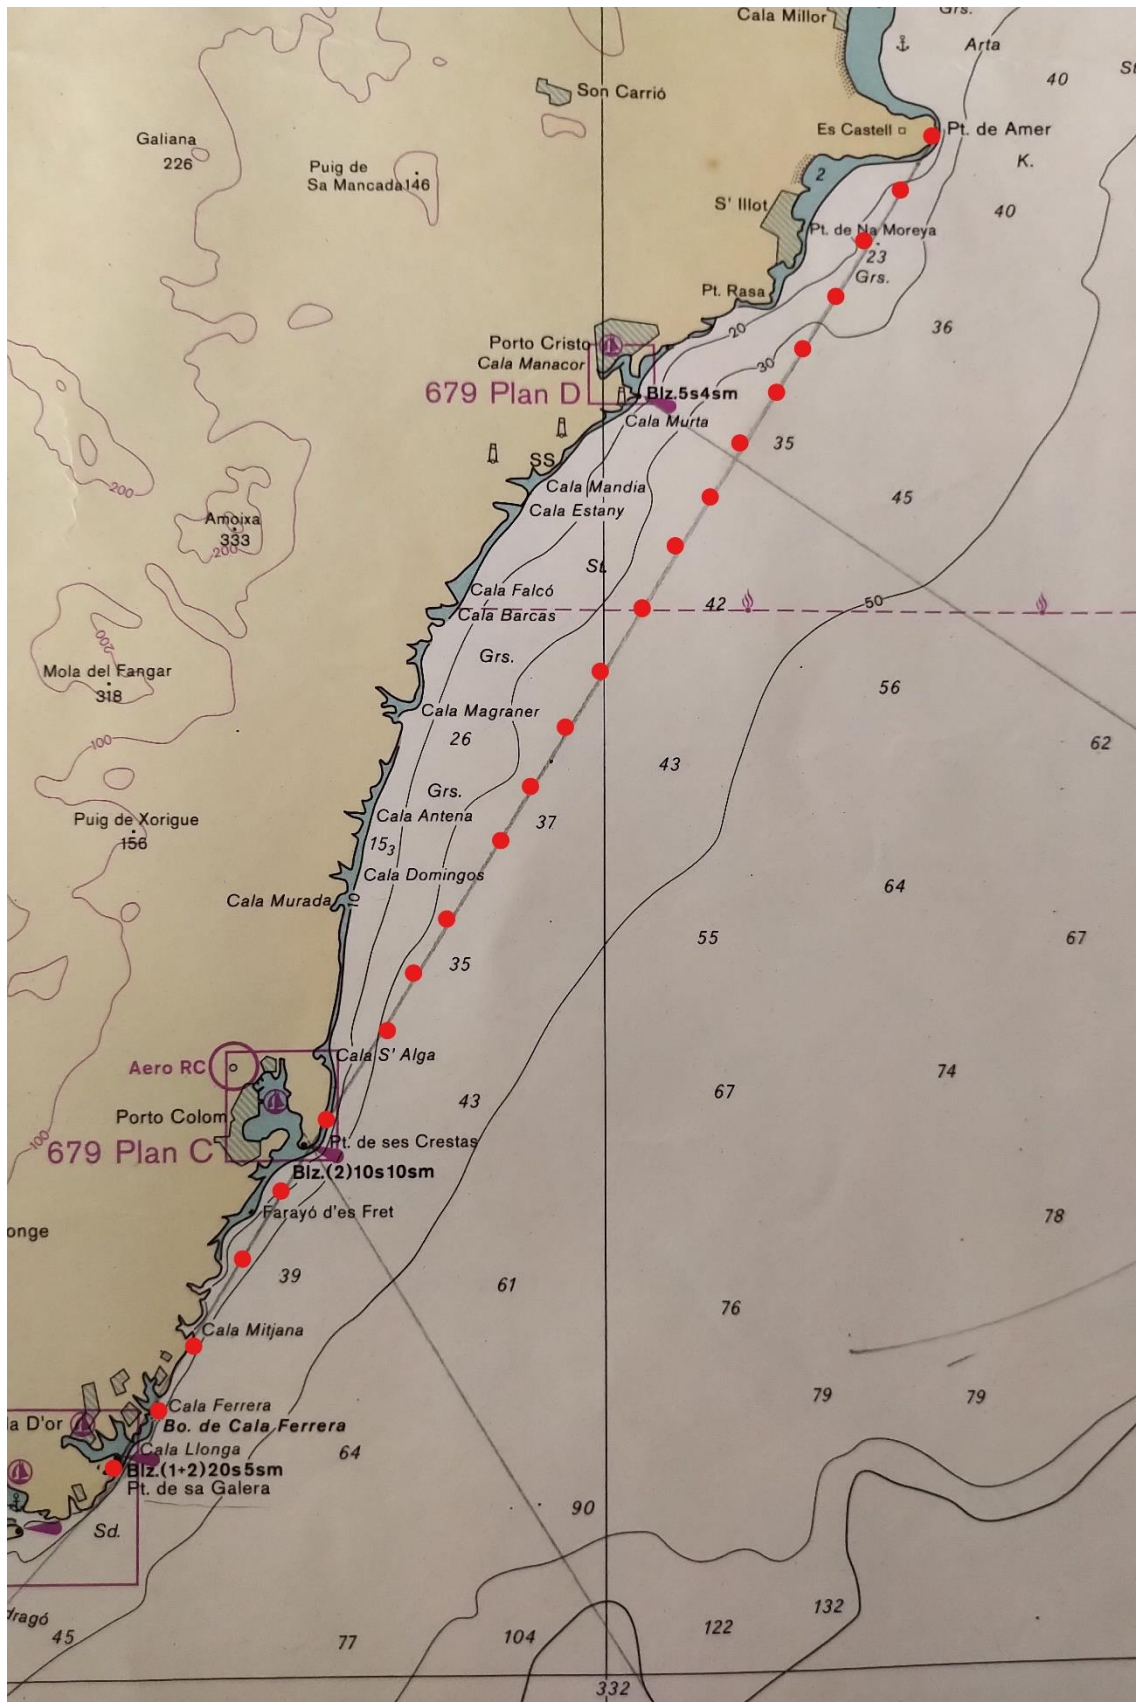 Cala Millor
Grs.
Arta
40
St
Son Carrió
Galiana
226
Puig de
Sa Mancada 146
Es Castell
Pt. de Amer
K.
2
40
S' Illot
Pt. de Na Moreya
23
Grs.
Pt. Rasa
20
36
Porto Cristo
Cala Manacor
30
679 Plan D
Blz.5s4sm
Cala Murta
35
SS
Cala Mandia
45
200
Cala Estany
Amoixa
333
200
St.
Cala Falcó
42
50
Cala Barcas
200
Grs.
Mola del Fangar
318
56
Cala Magraner
26
100
62
43
Grs.
Puig de Xorigue
156
Cala Antena
37
15₃
Cala Domingos
64
Cala Murada
10
55
67
35
Aero RC
Cala S' Alga
74
67
43
Porto Colom
100
679 Plan C
Pt. de ses Crestas
Blz.(2)10s10sm
Farayó d'es Fret
78
onge
39
61
76
Cala Mitjana
79
79
Cala Ferrera
la D'or
Bo. de Cala Ferrera
Cala Llonga
64
Blz.(1+2)20s5sm
Pt. de sa Galera
90
Sd.
dragó
45
77
104
122
132
332